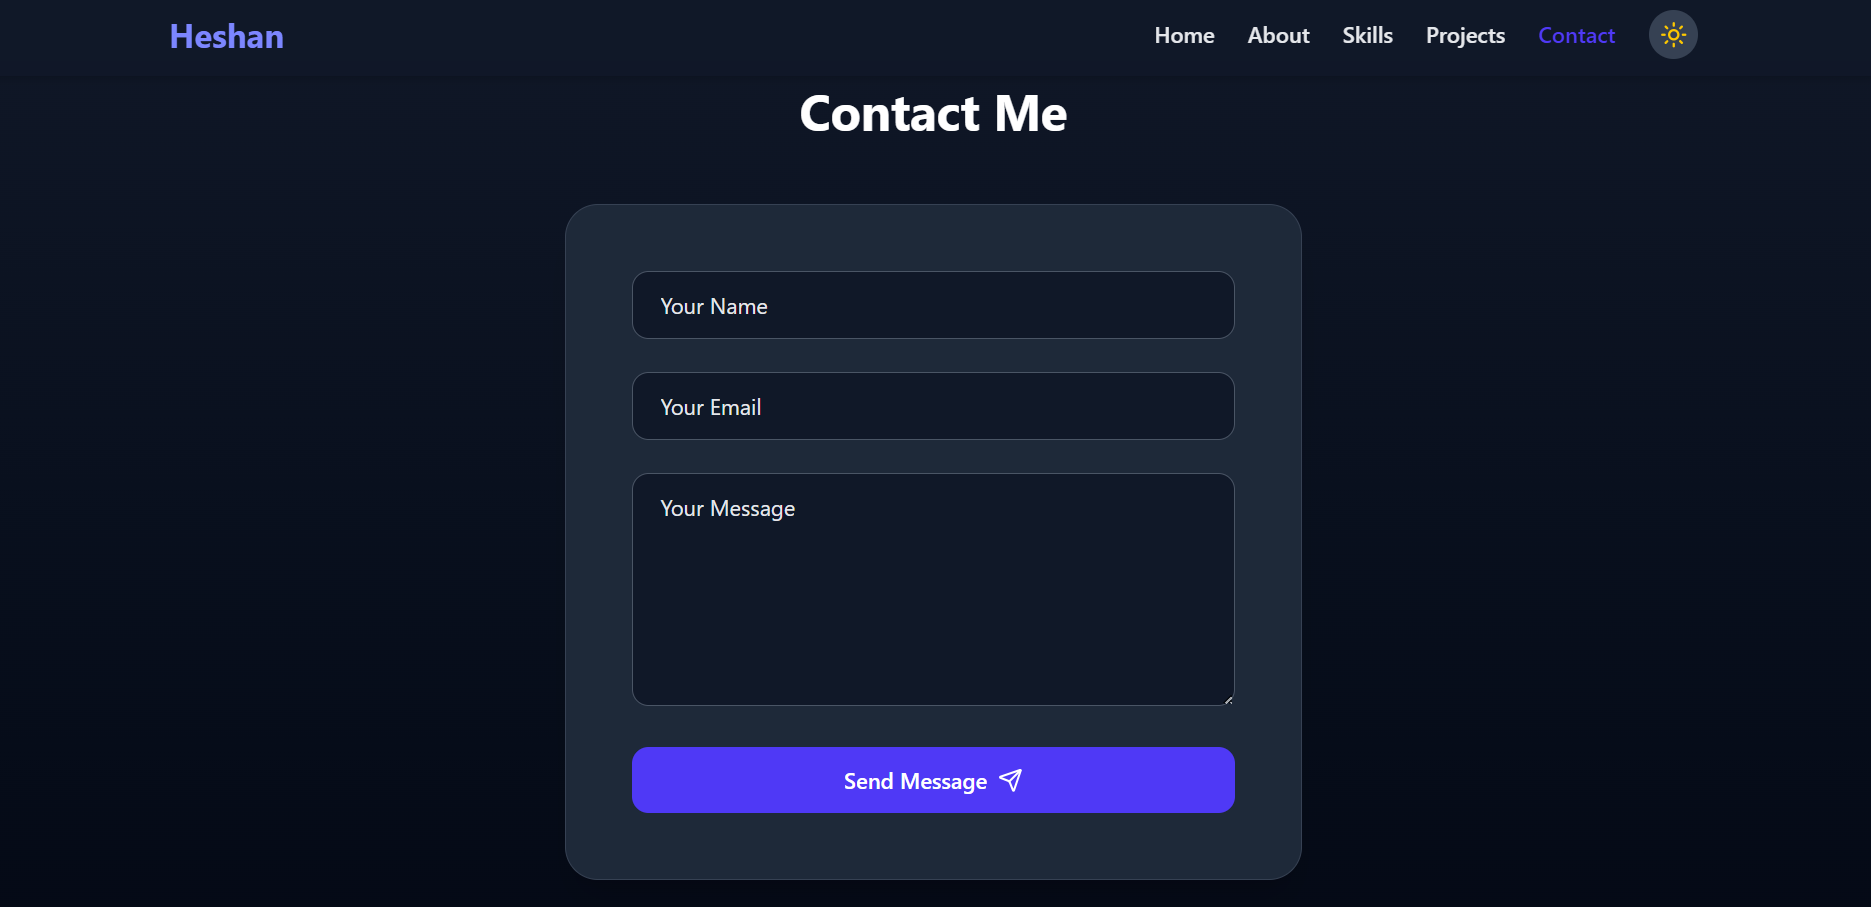 Heshan
Home About Skills Projects Contact
Contact Me
Your Name
Your Email
Your Message
Send Message